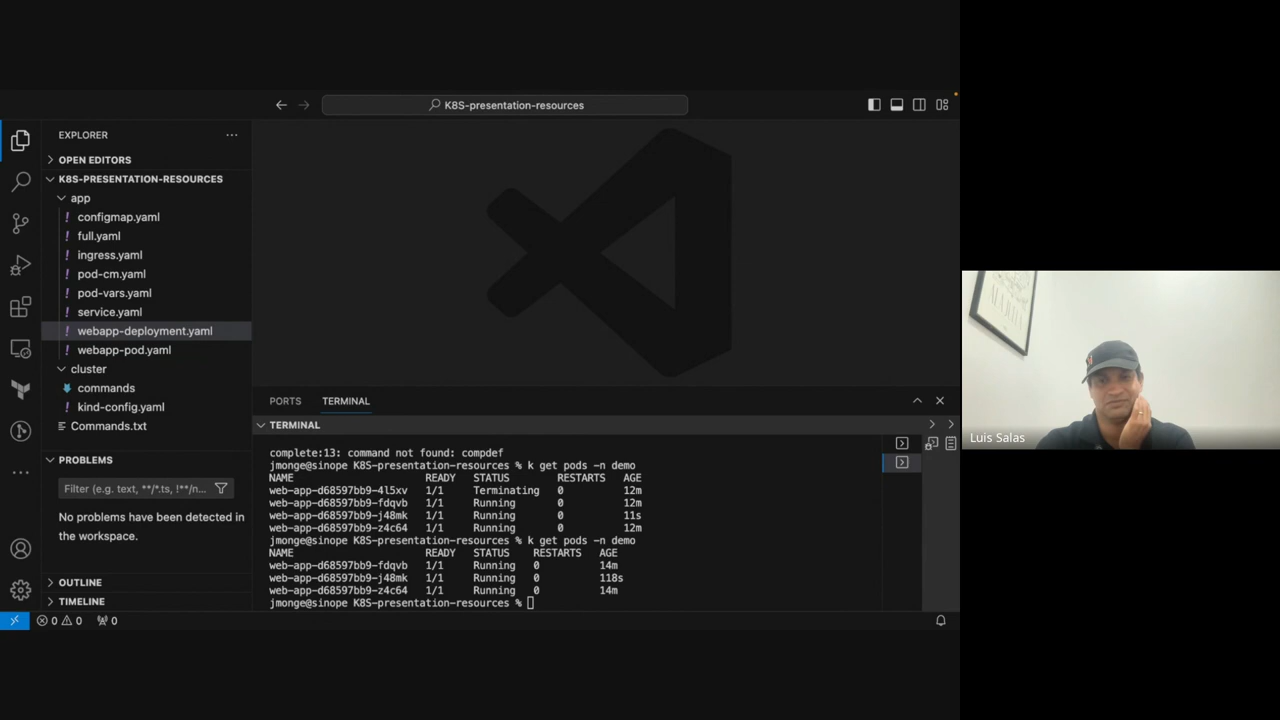 K8S-presentation-resources
EXPLORER
OPEN EDITORS
K8S-PRESENTATION-RESOURCES
app
configmap.yaml
full.yaml
ingress.yaml
pod-cm.yaml
pod-vars.yaml
service.yaml
webapp-deployment.yaml
webapp-pod.yaml
cluster
commands
kind-config.yaml
Commands.txt
PROBLEMS
Filter (e.g. text, **/*.ts, !**/n...
No problems have been detected in
the workspace.
OUTLINE
TIMELINE
0 0 0
PORTS TERMINAL
TERMINAL
complete:13: command not found: compdef
jmonge@sinope K8S-presentation-resources % k get pods -n demo
NAME READY STATUS RESTARTS AGE
web-app-d68597bb9-4l5xv 1/1 Terminating 0 12m
web-app-d68597bb9-fdqvb 1/1 Running 0 12m
web-app-d68597bb9-j48mk 1/1 Running 0 11s
web-app-d68597bb9-z4c64 1/1 Running 0 12m
jmonge@sinope K8S-presentation-resources % k get pods -n demo
NAME READY STATUS RESTARTS AGE
web-app-d68597bb9-fdqvb 1/1 Running 0 14m
web-app-d68597bb9-j48mk 1/1 Running 0 118s
web-app-d68597bb9-z4c64 1/1 Running 0 14m
jmonge@sinope K8S-presentation-resources %
Luis Salas